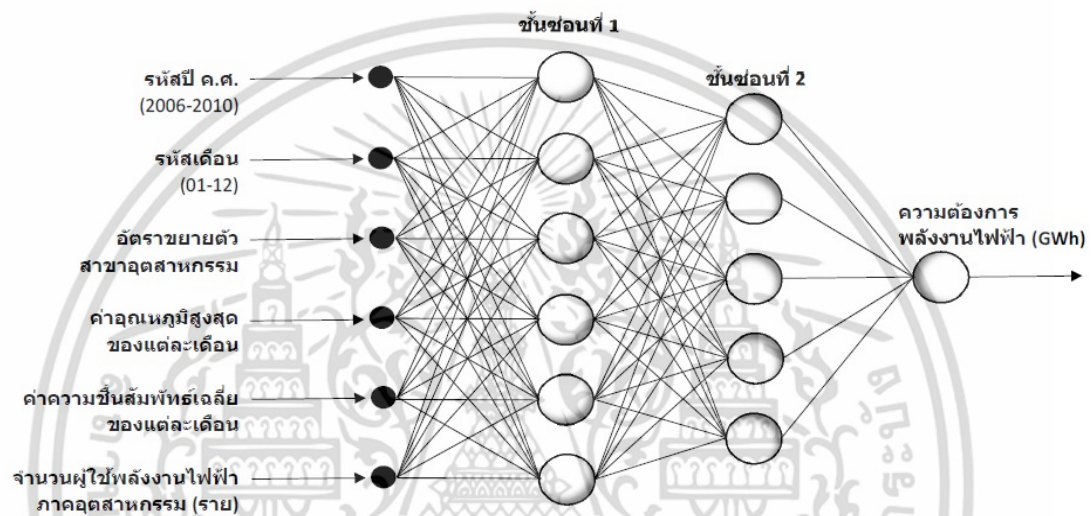 ชั้นซ่อนที่ 1
ชั้นซ่อนที่ 2
รหัสปี ค.ศ.
(2006-2010)
รหัสเดือน
(01-12)
อัตราขยายตัว
สาขาอุตสาหกรรม
ค่าอุณหภูมิสูงสุด
ของแต่ละเดือน
ค่าความชื้นสัมพัทธ์เฉลี่ย
ของแต่ละเดือน
จำนวนผู้ใช้พลังงานไฟฟ้า
ภาคอุตสาหกรรม (ราย)
ความต้องการ
พลังงานไฟฟ้า (GWh)